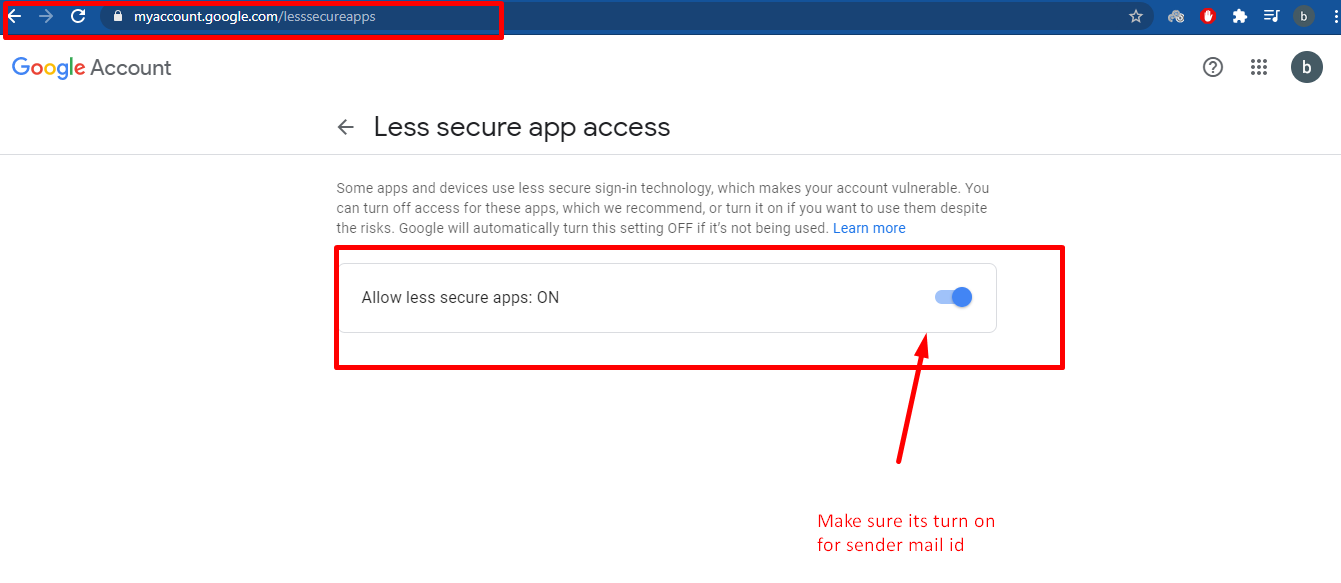 myaccount.google.com/lesssecureapps
b
Google Account
b
Less secure app access
Some apps and devices use less secure sign-in technology, which makes your account vulnerable. You
can turn off access for these apps, which we recommend, or turn it on if you want to use them despite
the risks. Google will automatically turn this setting OFF if it's not being used. Learn more
Allow less secure apps: ON
Make sure its turn on
for sender mail id